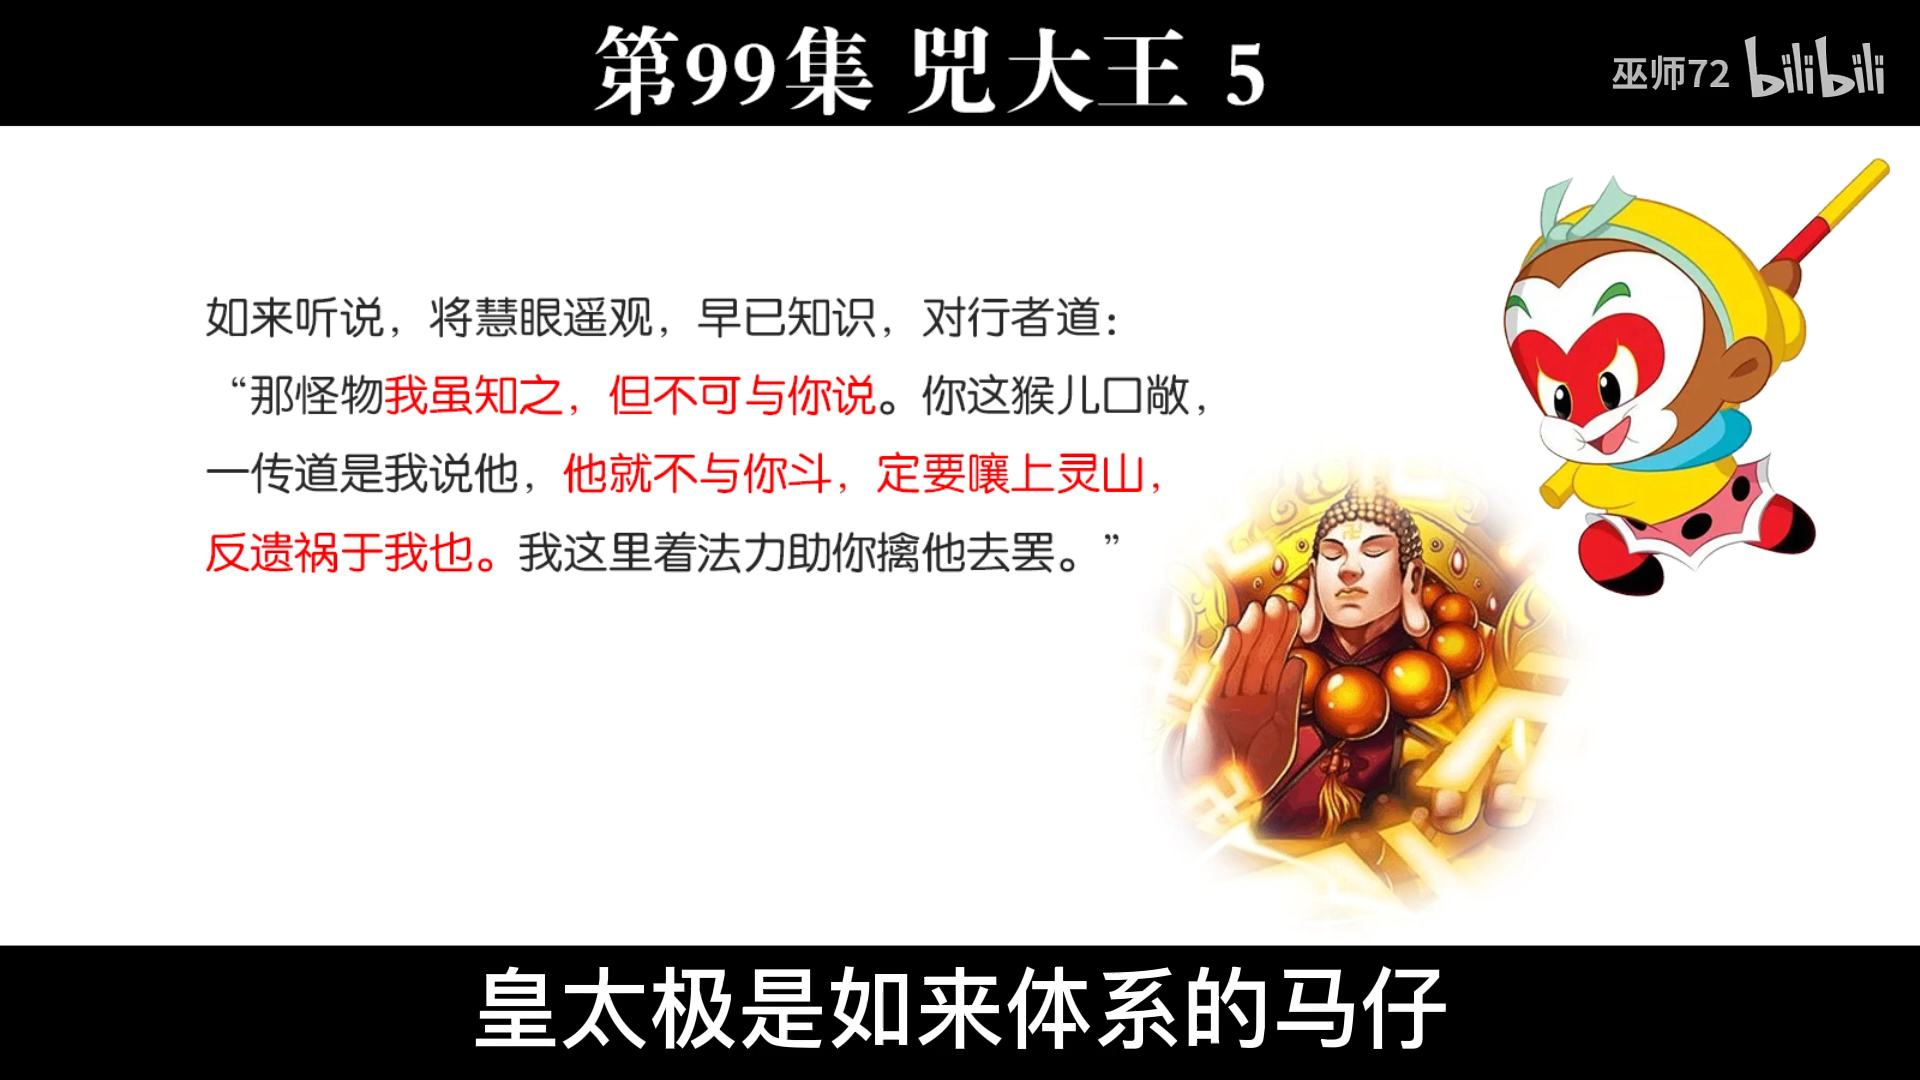 第99集 兕大王 5
巫师72 bilibili
如来听说，将慧眼遥观，早已知识，对行者道：
“那怪物我虽知之，但不可与你说。你这猴儿口敞，
一传道是我说他，他就不与你斗，定要嚷上灵山，
反遗祸于我也。我这里着法力助你擒他去罢。”
皇太极是如来体系的马仔